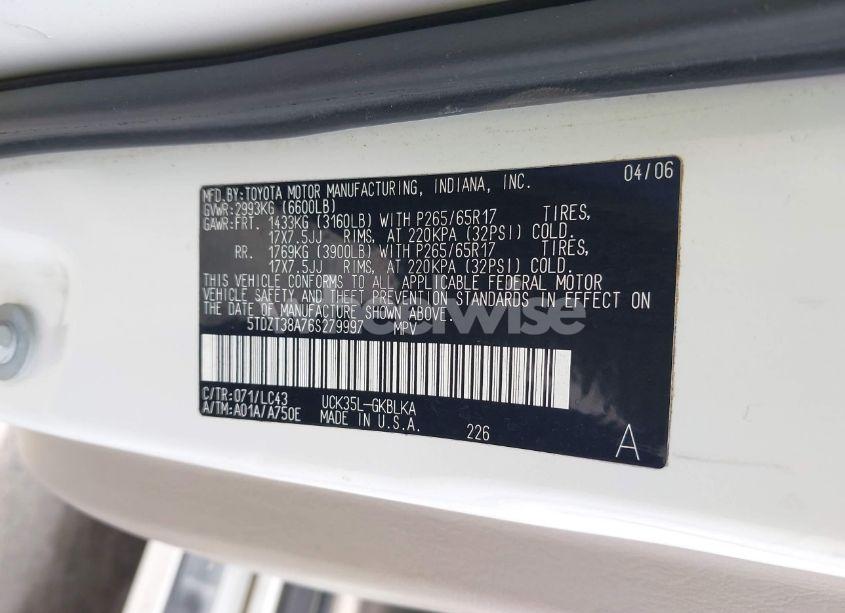 MFD.BY:TOYOTA MOTOR MANUFACTURING, INDIANA, INC. 04/06
GVWR:2993KG (6600LB)
GAWR:FRT. 1433KG (3160LB) WITH P265/65R17 TIRES,
17X7.5JJ RIMS, AT 220KPA (32PSI) COLD.
RR. 1769KG (3900LB) WITH P265/65R17 TIRES,
17X7.5JJ RIMS, AT 220KPA (32PSI) COLD.
THIS VEHICLE CONFORMS TO ALL APPLICABLE FEDERAL MOTOR
VEHICLE SAFETY AND THEFT PREVENTION STANDARDS IN EFFECT ON
THE DATE OF MANUFACTURE SHOWN ABOVE.
5TDZT38A76S279997 MPV
C/TR:071/LC43 UCK35L-GKBLKA
A/TM:A01A/A750E MADE IN U.S.A. 226 A